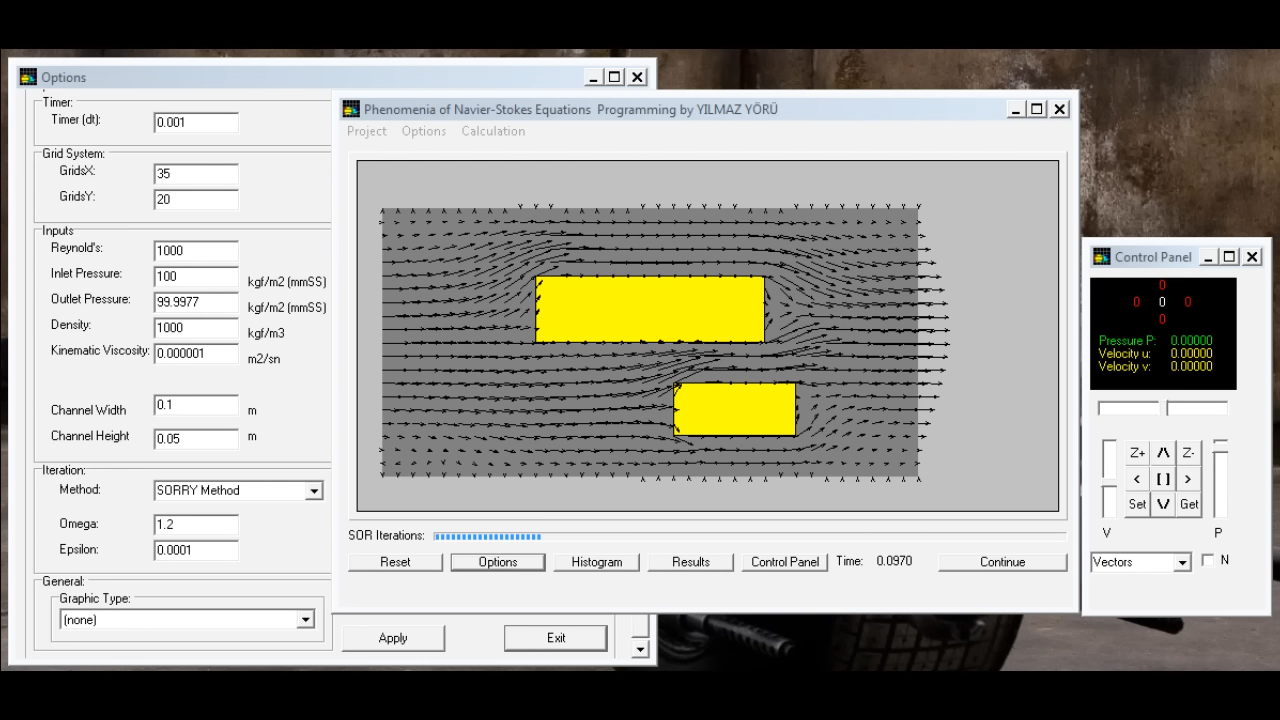 Options
Timer:
Timer (dt): 0.001
Grid System:
GridsX: 35
GridsY: 20
Inputs
Reynold's: 1000
Inlet Pressure: 100 kgf/m2 (mmSS)
Outlet Pressure: 99.9977 kgf/m2 (mmSS)
Density: 1000 kgf/m3
Kinematic Viscosity: 0.000001 m2/sn
Channel Width 0.1 m
Channel Height 0.05 m
Iteration:
Method: SORRY Method
Omega: 1.2
Epsilon: 0.0001
General:
Graphic Type:
(none)
Apply Exit
Phenomenia of Navier-Stokes Equations Programming by YILMAZ YÖRÜ
Project Options Calculation
SOR Iterations:
Reset Options Histogram Results Control Panel Time: 0.0970 Continue
Control Panel
0
0 0 0
0
Pressure P: 0.00000
Velocity u: 0.00000
Velocity v: 0.00000
Z+ /\ Z-
< [ ] >
Set \/ Get
V P
Vectors N